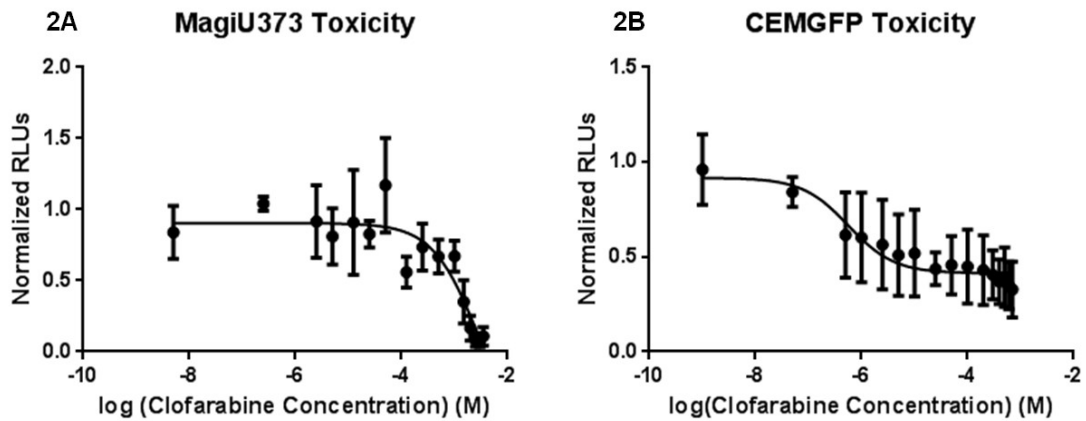 2A
MagiU373 Toxicity
Normalized RLUs
2.0
1.5
1.0
0.5
0.0
-10
-8
-6
-4
-2
log (Clofarabine Concentration) (M)
2B
CEMGFP Toxicity
Normalized RLUs
1.5
1.0
0.5
0.0
-10
-8
-6
-4
-2
log(Clofarabine Concentration) (M)